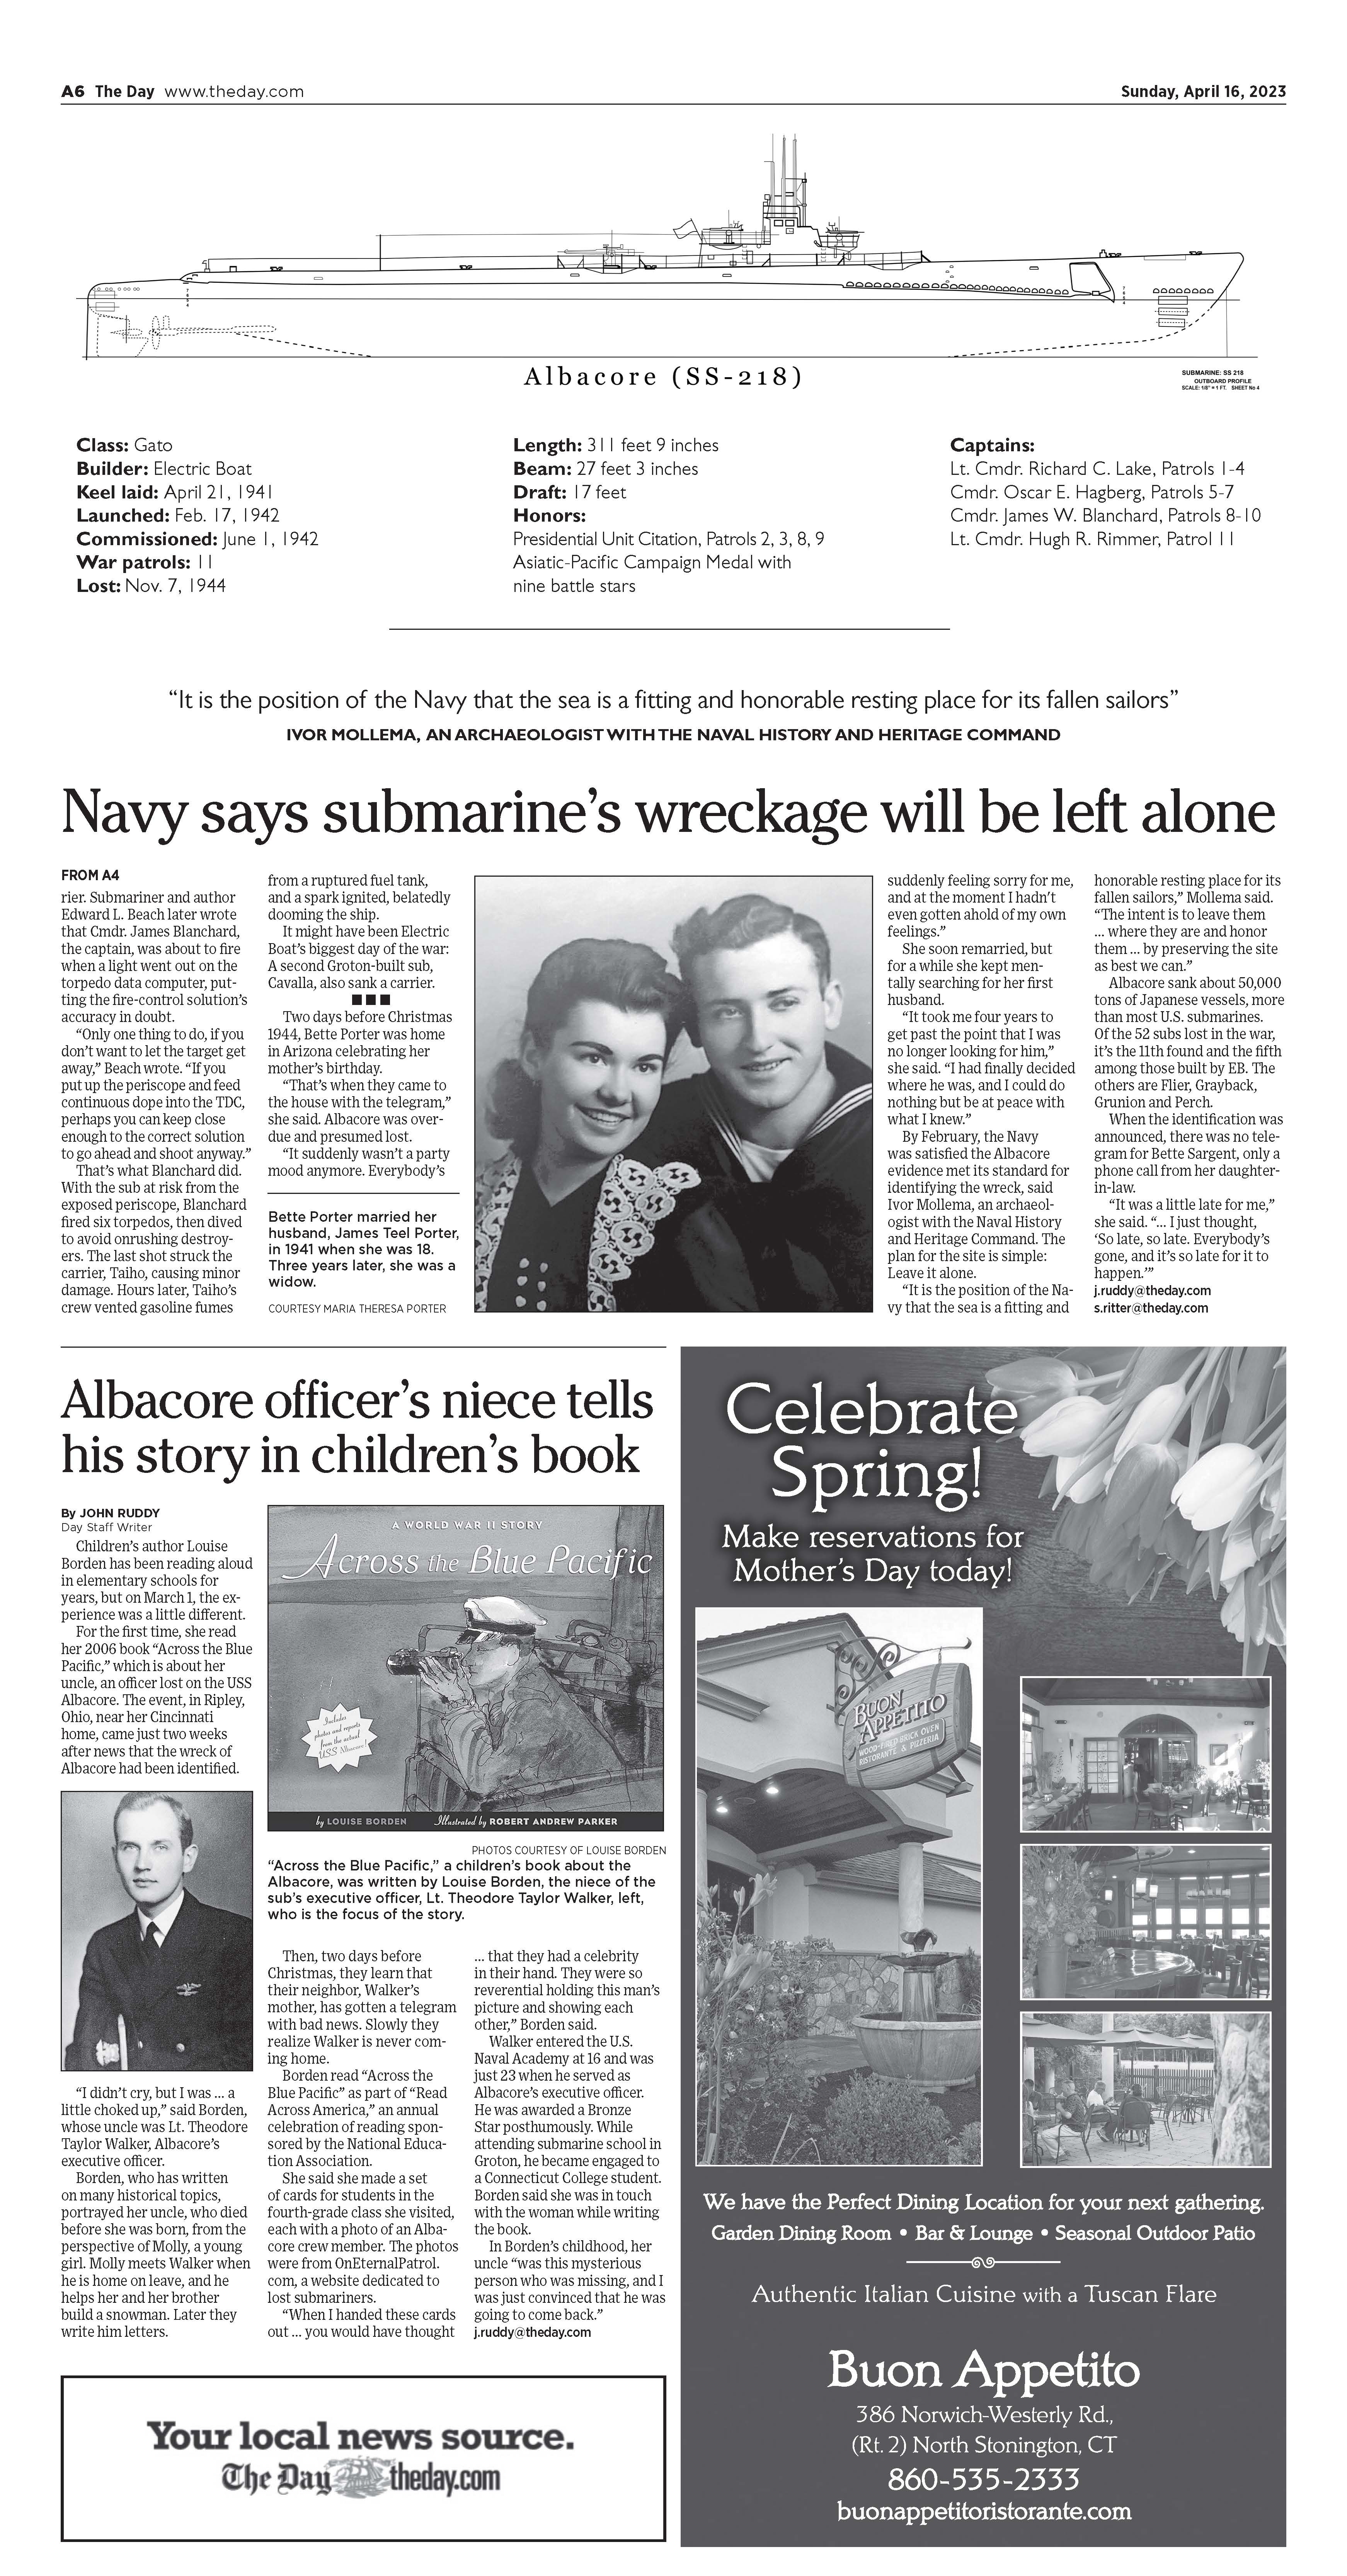 A6 The Day www.theday.com
Sunday, April 16, 2023
Albacore (SS-218)
SUBMARINE: SS 218
OUTBOARD PROFILE
SCALE: 1/8" = 1 FT. SHEET No 4
Class: Gato
Builder: Electric Boat
Keel laid: April 21, 1941
Launched: Feb. 17, 1942
Commissioned: June 1, 1942
War patrols: 11
Lost: Nov. 7, 1944
Length: 311 feet 9 inches
Beam: 27 feet 3 inches
Draft: 17 feet
Honors:
Presidential Unit Citation, Patrols 2, 3, 8, 9
Asiatic-Pacific Campaign Medal with
nine battle stars
Captains:
Lt. Cmdr. Richard C. Lake, Patrols 1-4
Cmdr. Oscar E. Hagberg, Patrols 5-7
Cmdr. James W. Blanchard, Patrols 8-10
Lt. Cmdr. Hugh R. Rimmer, Patrol 11
“It is the position of the Navy that the sea is a fitting and honorable resting place for its fallen sailors”
IVOR MOLLEMA, AN ARCHAEOLOGIST WITH THE NAVAL HISTORY AND HERITAGE COMMAND
Navy says submarine’s wreckage will be left alone
FROM A4
rier. Submariner and author
Edward L. Beach later wrote
that Cmdr. James Blanchard,
the captain, was about to fire
when a light went out on the
torpedo data computer, put-
ting the fire-control solution’s
accuracy in doubt.
“Only one thing to do, if you
don’t want to let the target get
away,” Beach wrote. “If you
put up the periscope and feed
continuous dope into the TDC,
perhaps you can keep close
enough to the correct solution
to go ahead and shoot anyway.”
That’s what Blanchard did.
With the sub at risk from the
exposed periscope, Blanchard
fired six torpedos, then dived
to avoid onrushing destroy-
ers. The last shot struck the
carrier, Taiho, causing minor
damage. Hours later, Taiho’s
crew vented gasoline fumes
from a ruptured fuel tank,
and a spark ignited, belatedly
dooming the ship.
It might have been Electric
Boat’s biggest day of the war:
A second Groton-built sub,
Cavalla, also sank a carrier.
■ ■ ■
Two days before Christmas
1944, Bette Porter was home
in Arizona celebrating her
mother’s birthday.
“That’s when they came to
the house with the telegram,”
she said. Albacore was over-
due and presumed lost.
“It suddenly wasn’t a party
mood anymore. Everybody’s
Bette Porter married her
husband, James Teel Porter,
in 1941 when she was 18.
Three years later, she was a
widow.
COURTESY MARIA THERESA PORTER
suddenly feeling sorry for me,
and at the moment I hadn't
even gotten ahold of my own
feelings.”
She soon remarried, but
for a while she kept men-
tally searching for her first
husband.
“It took me four years to
get past the point that I was
no longer looking for him,”
she said. “I had finally decided
where he was, and I could do
nothing but be at peace with
what I knew.”
By February, the Navy
was satisfied the Albacore
evidence met its standard for
identifying the wreck, said
Ivor Mollema, an archaeol-
ogist with the Naval History
and Heritage Command. The
plan for the site is simple:
Leave it alone.
“It is the position of the Na-
vy that the sea is a fitting and
honorable resting place for its
fallen sailors,” Mollema said.
“The intent is to leave them
... where they are and honor
them ... by preserving the site
as best we can.”
Albacore sank about 50,000
tons of Japanese vessels, more
than most U.S. submarines.
Of the 52 subs lost in the war,
it’s the 11th found and the fifth
among those built by EB. The
others are Flier, Grayback,
Grunion and Perch.
When the identification was
announced, there was no tele-
gram for Bette Sargent, only a
phone call from her daughter-
in-law.
“It was a little late for me,”
she said. “... I just thought,
‘So late, so late. Everybody’s
gone, and it’s so late for it to
happen.’”
j.ruddy@theday.com
s.ritter@theday.com
Albacore officer’s niece tells
his story in children’s book
By JOHN RUDDY
Day Staff Writer
Children’s author Louise
Borden has been reading aloud
in elementary schools for
years, but on March 1, the ex-
perience was a little different.
For the first time, she read
her 2006 book “Across the Blue
Pacific,” which is about her
uncle, an officer lost on the USS
Albacore. The event, in Ripley,
Ohio, near her Cincinnati
home, came just two weeks
after news that the wreck of
Albacore had been identified.
“I didn’t cry, but I was ... a
little choked up,” said Borden,
whose uncle was Lt. Theodore
Taylor Walker, Albacore’s
executive officer.
Borden, who has written
on many historical topics,
portrayed her uncle, who died
before she was born, from the
perspective of Molly, a young
girl. Molly meets Walker when
he is home on leave, and he
helps her and her brother
build a snowman. Later they
write him letters.
A WORLD WAR II STORY
Across the Blue Pacific
Includes
photos and reports
from the actual
USS Albacore!
by LOUISE BORDEN Illustrated by ROBERT ANDREW PARKER
PHOTOS COURTESY OF LOUISE BORDEN
“Across the Blue Pacific,” a children’s book about the
Albacore, was written by Louise Borden, the niece of the
sub’s executive officer, Lt. Theodore Taylor Walker, left,
who is the focus of the story.
Then, two days before
Christmas, they learn that
their neighbor, Walker’s
mother, has gotten a telegram
with bad news. Slowly they
realize Walker is never com-
ing home.
Borden read “Across the
Blue Pacific” as part of “Read
Across America,” an annual
celebration of reading spon-
sored by the National Educa-
tion Association.
She said she made a set
of cards for students in the
fourth-grade class she visited,
each with a photo of an Alba-
core crew member. The photos
were from OnEternalPatrol.
com, a website dedicated to
lost submariners.
“When I handed these cards
out ... you would have thought
... that they had a celebrity
in their hand. They were so
reverential holding this man’s
picture and showing each
other,” Borden said.
Walker entered the U.S.
Naval Academy at 16 and was
just 23 when he served as
Albacore’s executive officer.
He was awarded a Bronze
Star posthumously. While
attending submarine school in
Groton, he became engaged to
a Connecticut College student.
Borden said she was in touch
with the woman while writing
the book.
In Borden’s childhood, her
uncle “was this mysterious
person who was missing, and I
was just convinced that he was
going to come back.”
j.ruddy@theday.com
Your local news source.
The Day theday.com
Celebrate
Spring!
Make reservations for
Mother’s Day today!
BUON
APPETITO
WOOD-FIRED BRICK OVEN
RISTORANTE & PIZZERIA
We have the Perfect Dining Location for your next gathering.
Garden Dining Room • Bar & Lounge • Seasonal Outdoor Patio
Authentic Italian Cuisine with a Tuscan Flare
Buon Appetito
386 Norwich-Westerly Rd.,
(Rt. 2) North Stonington, CT
860-535-2333
buonappetitoristorante.com